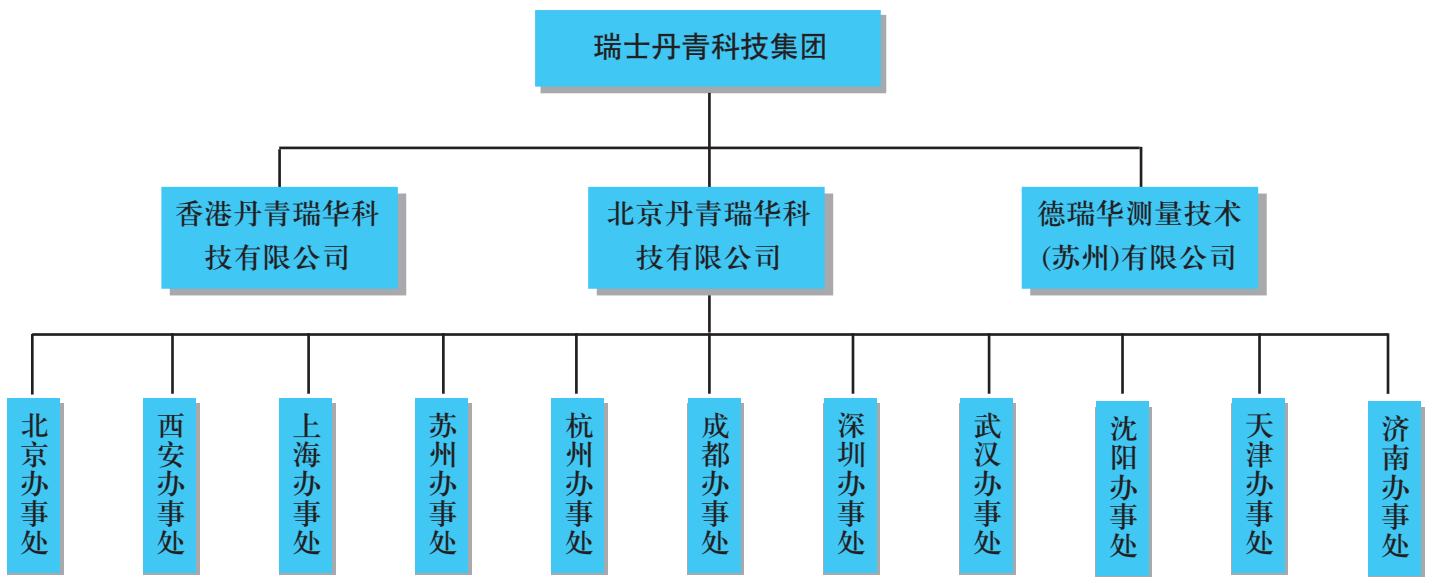 瑞士丹青科技集团
香港丹青瑞华科
技有限公司
北京丹青瑞华科
技有限公司
德瑞华测量技术
(苏州)有限公司
北京办事处
西安办事处
上海办事处
苏州办事处
杭州办事处
成都办事处
深圳办事处
武汉办事处
沈阳办事处
天津办事处
济南办事处